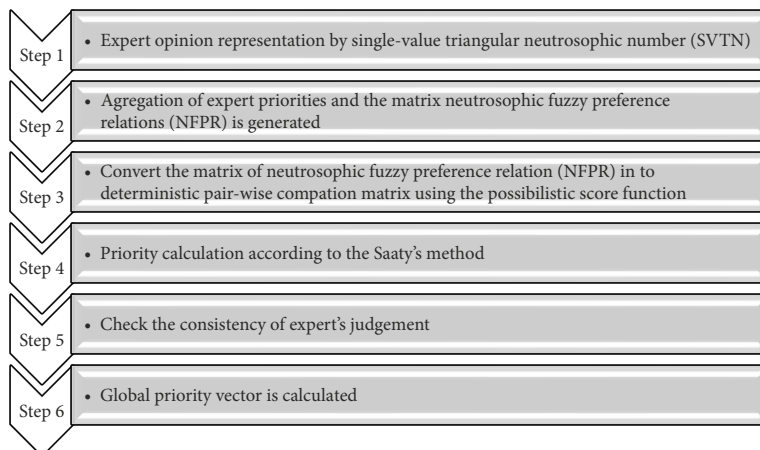 Step 1
• Expert opinion representation by single-value triangular neutrosophic number (SVTN)
Step 2
• Agregation of expert priorities and the matrix neutrosophic fuzzy preference
relations (NFPR) is generated
Step 3
• Convert the matrix of neutrosophic fuzzy preference relation (NFPR) in to
deterministic pair-wise compation matrix using the possibilistic score function
Step 4
• Priority calculation according to the Saaty's method
Step 5
• Check the consistency of expert's judgement
Step 6
• Global priority vector is calculated